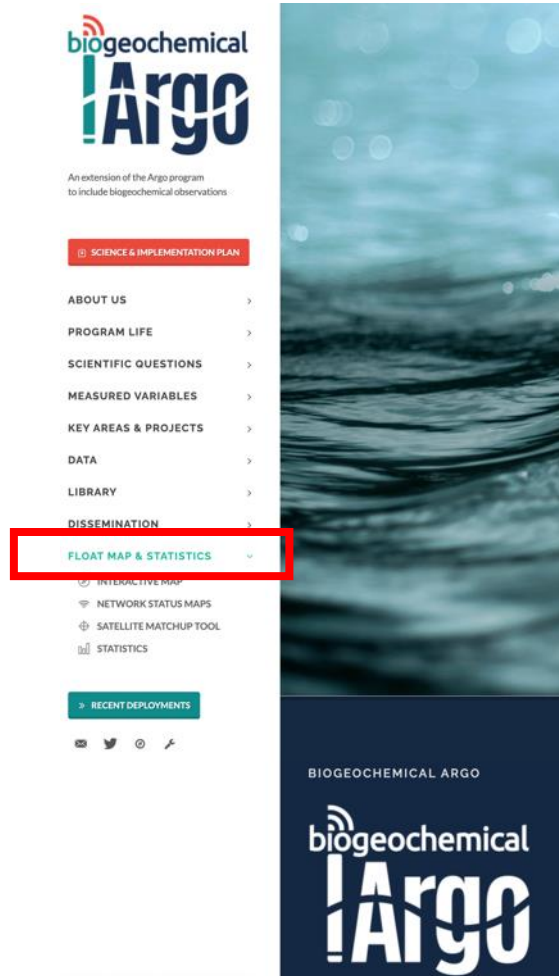 biogeochemical
Argo
An extension of the Argo program
to include biogeochemical observations
SCIENCE & IMPLEMENTATION PLAN
ABOUT US
PROGRAM LIFE
SCIENTIFIC QUESTIONS
MEASURED VARIABLES
KEY AREAS & PROJECTS
DATA
LIBRARY
DISSEMINATION
FLOAT MAP & STATISTICS
INTERACTIVE MAP
NETWORK STATUS MAPS
SATELLITE MATCHUP TOOL
STATISTICS
» RECENT DEPLOYMENTS
BIOGEOCHEMICAL ARGO
biogeochemical
Argo